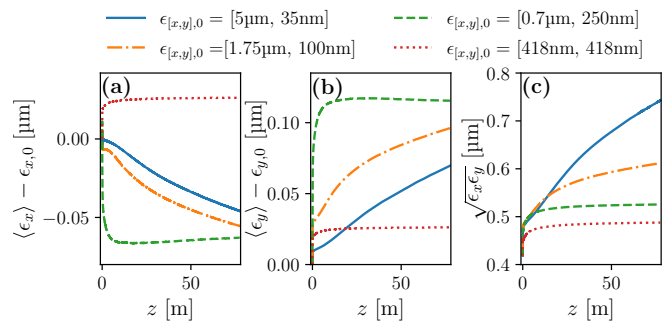 ϵ[x,y],0 = [5µm, 35nm]
ϵ[x,y],0 = [0.7µm, 250nm]
ϵ[x,y],0 =[1.75µm, 100nm]
ϵ[x,y],0 = [418nm, 418nm]
(a)
(b)
(c)
⟨ϵx⟩ − ϵx,0 [µm]
0.00
−0.05
⟨ϵy⟩ − ϵy,0 [µm]
0.10
0.05
0.00
√ϵxϵy [µm]
0.8
0.7
0.6
0.5
0.4
0 50
0 50
0 50
z [m]
z [m]
z [m]